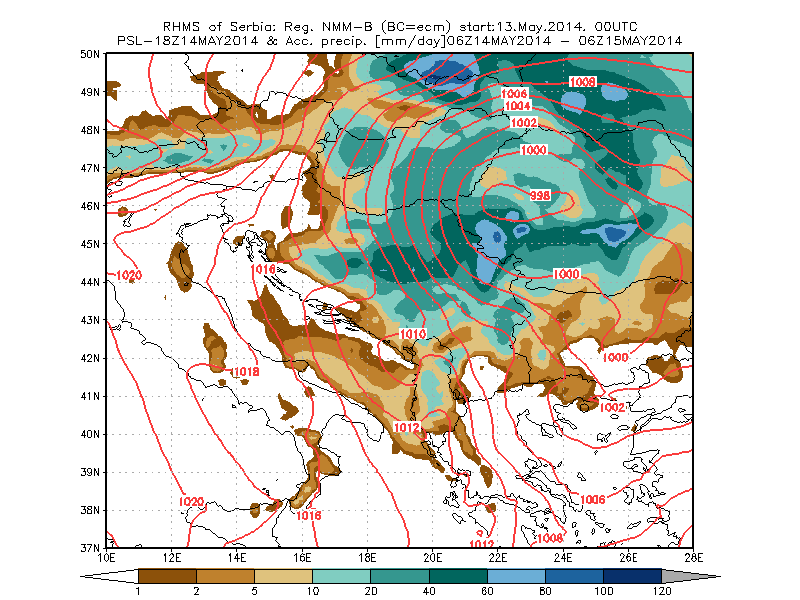 RHMS of Serbia: Reg. NMM-B (BC=ecm) start:13.May.2014. 00UTC
PSL-18Z14MAY2014 & Acc. precip. [mm/day]06Z14MAY2014 - 06Z15MAY2014
50N
1008
49N
1006
1004
48N
1002
1000
47N
998
46N
45N
1016
1020
1000
44N
43N
1010
42N
1000
1018
41N
1002
1012
40N
39N
1020
1006
38N
1016
1008
1012
37N
10E 12E 14E 16E 18E 20E 22E 24E 26E 28E
1 2 5 10 20 40 60 80 100 120